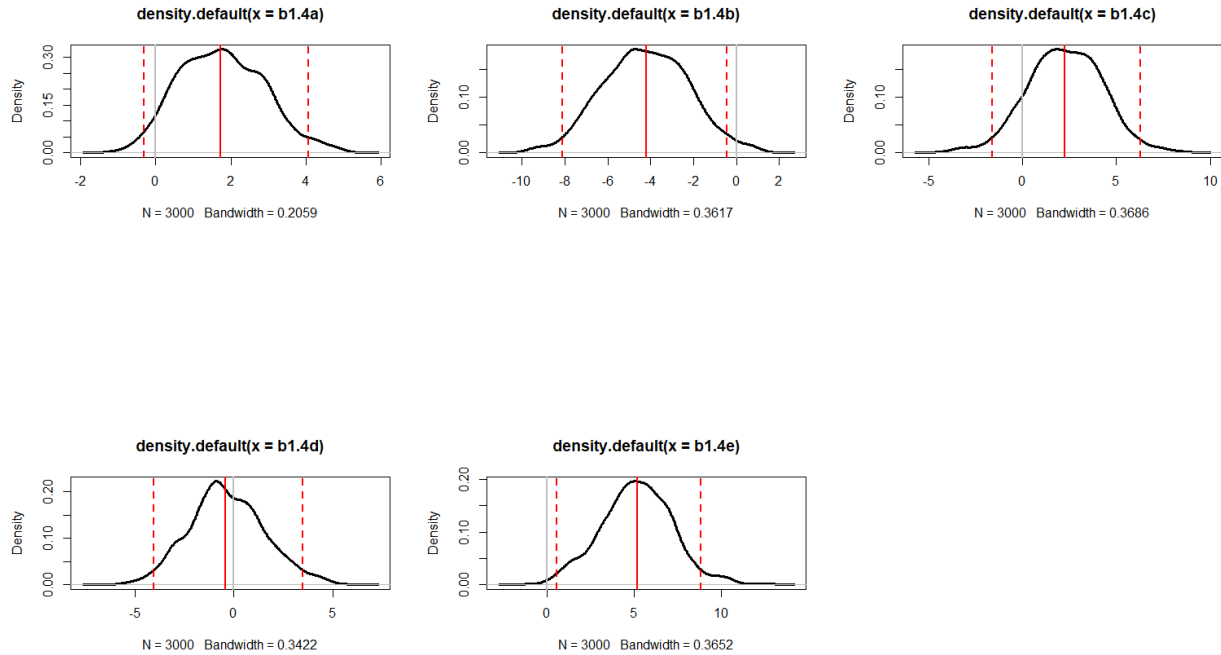 density.default(x = b1.4a)
Density
0.00 0.15 0.30
-2 0 2 4 6
N = 3000 Bandwidth = 0.2059
density.default(x = b1.4b)
Density
0.00 0.10
-10 -8 -6 -4 -2 0 2
N = 3000 Bandwidth = 0.3617
density.default(x = b1.4c)
Density
0.00 0.10
-5 0 5 10
N = 3000 Bandwidth = 0.3686
density.default(x = b1.4d)
Density
0.00 0.10 0.20
-5 0 5
N = 3000 Bandwidth = 0.3422
density.default(x = b1.4e)
Density
0.00 0.10 0.20
0 5 10
N = 3000 Bandwidth = 0.3652